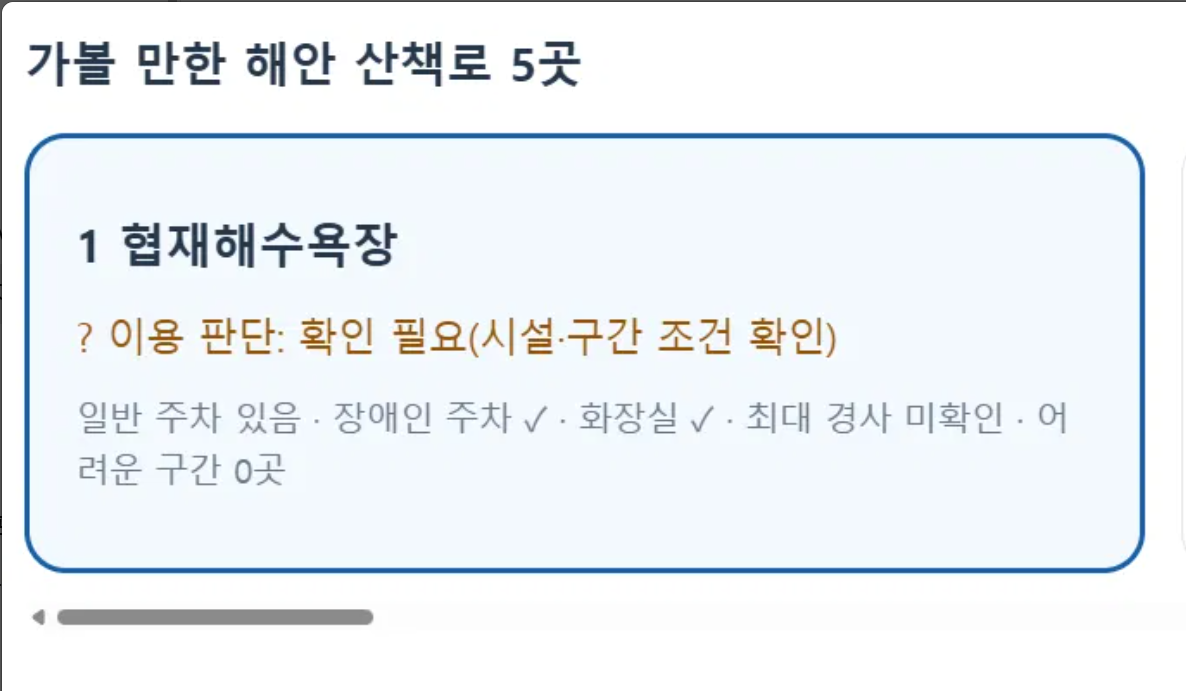 가볼 만한 해안 산책로 5곳
1 협재해수욕장
? 이용 판단: 확인 필요(시설·구간 조건 확인)
일반 주차 있음 · 장애인 주차 ✓ · 화장실 ✓ · 최대 경사 미확인 · 어
려운 구간 0곳